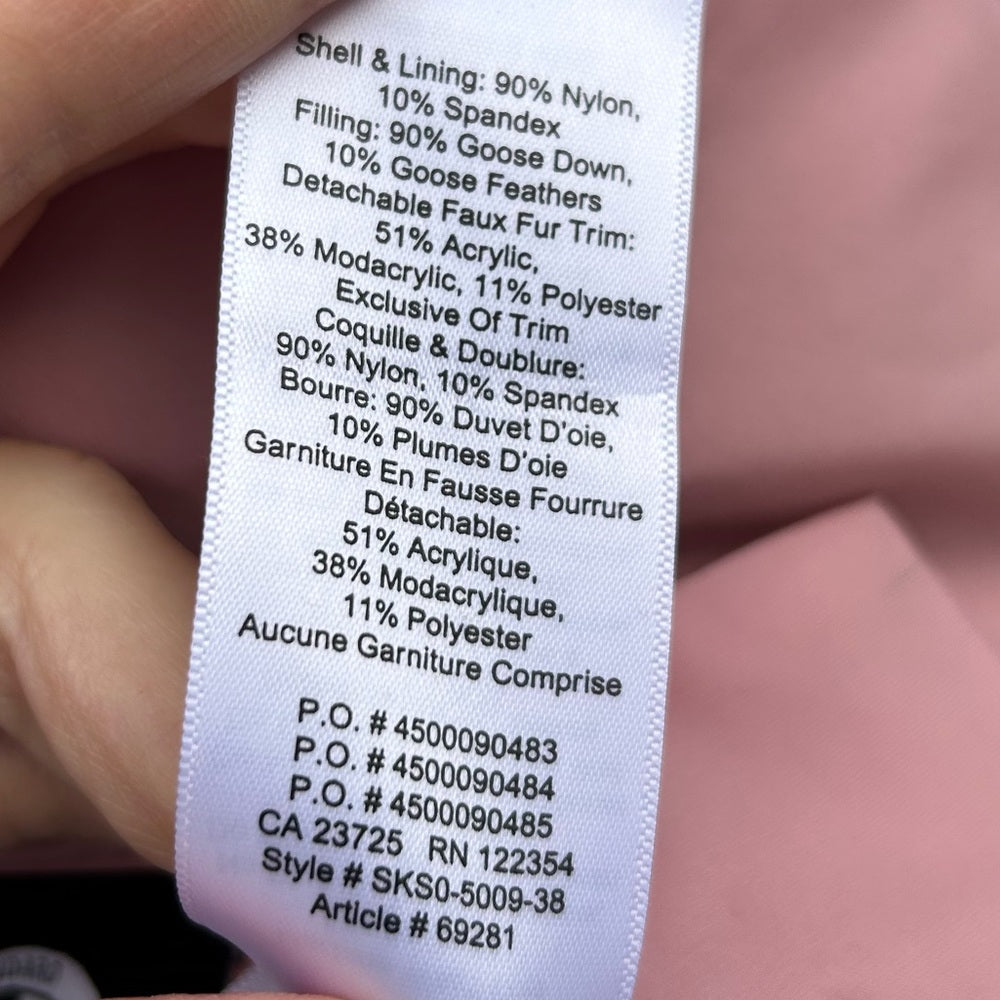 Shell & Lining: 90% Nylon,
10% Spandex
Filling: 90% Goose Down,
10% Goose Feathers
Detachable Faux Fur Trim:
51% Acrylic,
38% Modacrylic, 11% Polyester
Exclusive Of Trim
Coquille & Doublure:
90% Nylon, 10% Spandex
Bourre: 90% Duvet D'oie,
10% Plumes D'oie
Garniture En Fausse Fourrure
Détachable:
51% Acrylique,
38% Modacrylique,
11% Polyester
Aucune Garniture Comprise
P.O. # 4500090483
P.O. # 4500090484
P.O. # 4500090485
CA 23725 RN 122354
Style # SKS0-5009-38
Article # 69281